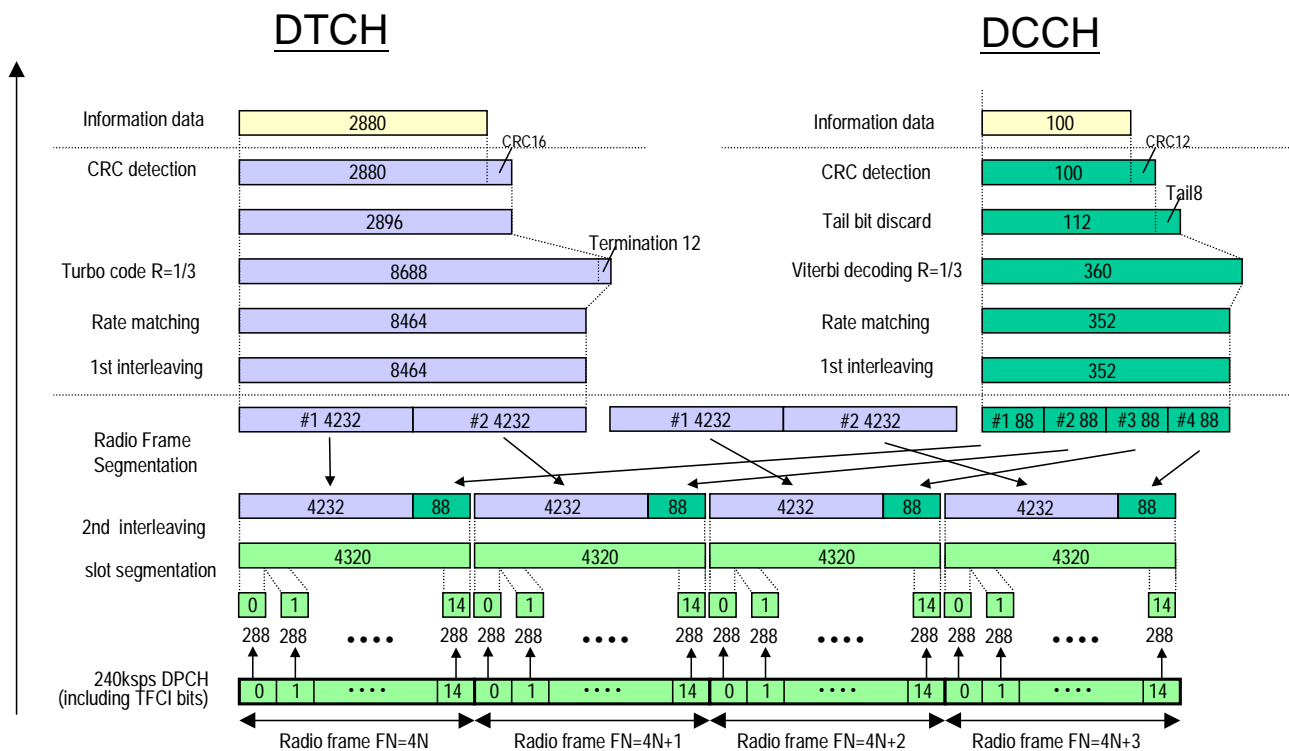 DTCH DCCH
Information data 2880 Information data 100
CRC16 CRC12
CRC detection 2880 CRC detection 100
Tail8
2896 Tail bit discard 112
Termination 12
Turbo code R=1/3 8688 Viterbi decoding R=1/3 360
Rate matching 8464 Rate matching 352
1st interleaving 8464 1st interleaving 352
#1 4232 #2 4232 #1 4232 #2 4232 #1 88 #2 88 #3 88 #4 88
Radio Frame
Segmentation
4232 88 4232 88 4232 88 4232 88
2nd interleaving
4320 4320 4320 4320
slot segmentation
0 1 14 0 1 14 0 1 14 0 1 14
288 288 •••• 288 288 288 •••• 288 288 288 •••• 288 288 288 •••• 288
240ksps DPCH
(including TFCI bits)
0 1 •••• 14 0 1 •••• 14 0 1 •••• 14 0 1 •••• 14
Radio frame FN=4N Radio frame FN=4N+1 Radio frame FN=4N+2 Radio frame FN=4N+3